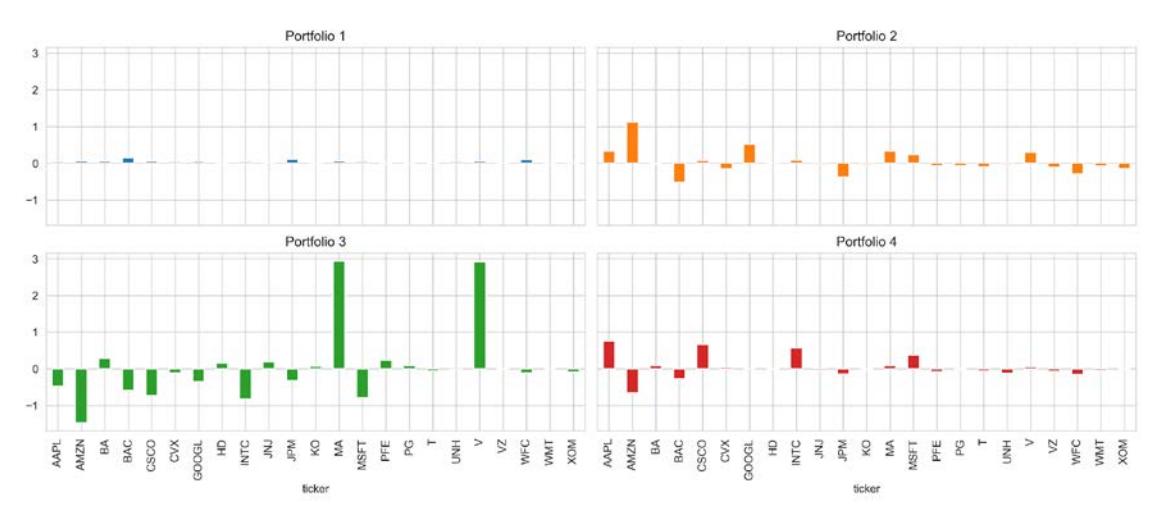 Portfolio 1
3
2
1
0
−1
Portfolio 2
Portfolio 3
3
2
1
0
−1
AAPL
AMZN
BA
BAC
CSCO
CVX
GOOGL
HD
INTC
JNJ
JPM
KO
MA
MSFT
PFE
PG
T
UNH
V
VZ
WFC
WMT
XOM
ticker
Portfolio 4
AAPL
AMZN
BA
BAC
CSCO
CVX
GOOGL
HD
INTC
JNJ
JPM
KO
MA
MSFT
PFE
PG
T
UNH
V
VZ
WFC
WMT
XOM
ticker